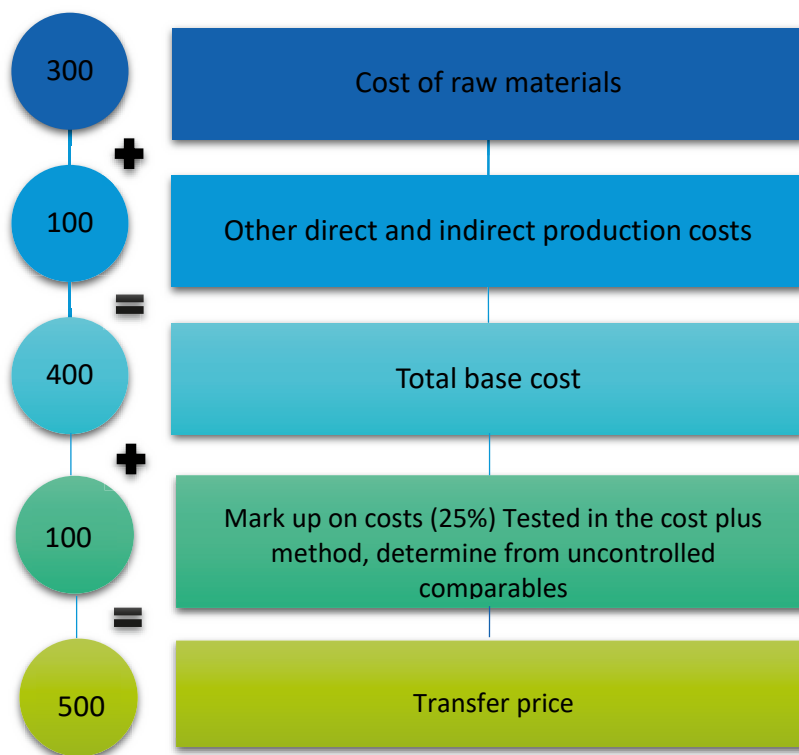 300
Cost of raw materials
+
100
Other direct and indirect production costs
=
400
Total base cost
+
100
Mark up on costs (25%) Tested in the cost plus
method, determine from uncontrolled
comparables
=
500
Transfer price